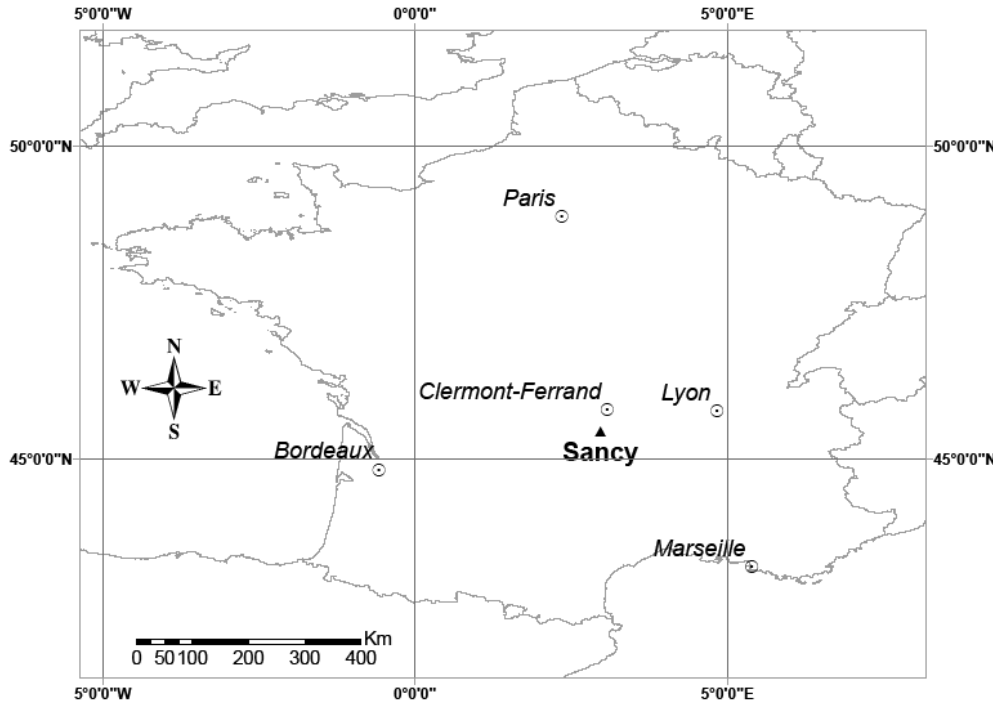 5°0'0"W 0°0'0" 5°0'0"E
50°0'0"N 50°0'0"N
Paris
N
W E
S
Clermont-Ferrand Lyon
Sancy
Bordeaux
45°0'0"N 45°0'0"N
Marseille
Km
0 50 100 200 300 400
5°0'0"W 0°0'0" 5°0'0"E